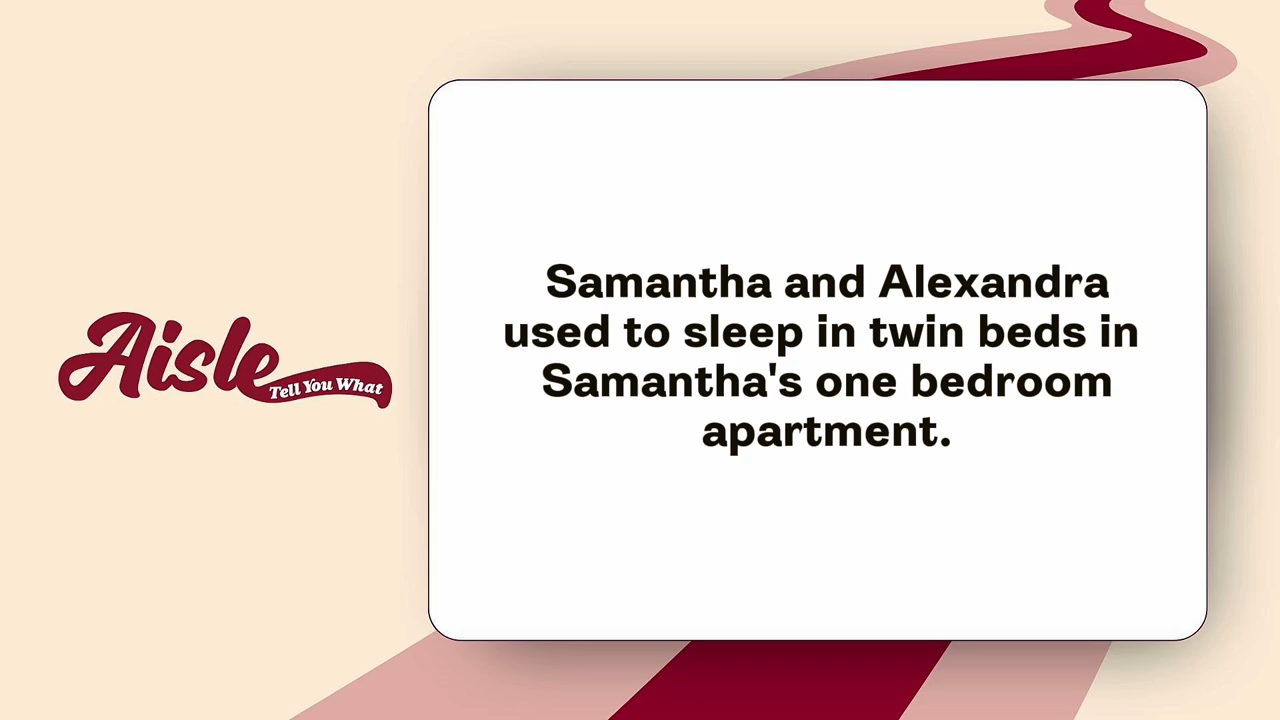 Aisle
Tell You What
Samantha and Alexandra
used to sleep in twin beds in
Samantha's one bedroom
apartment.